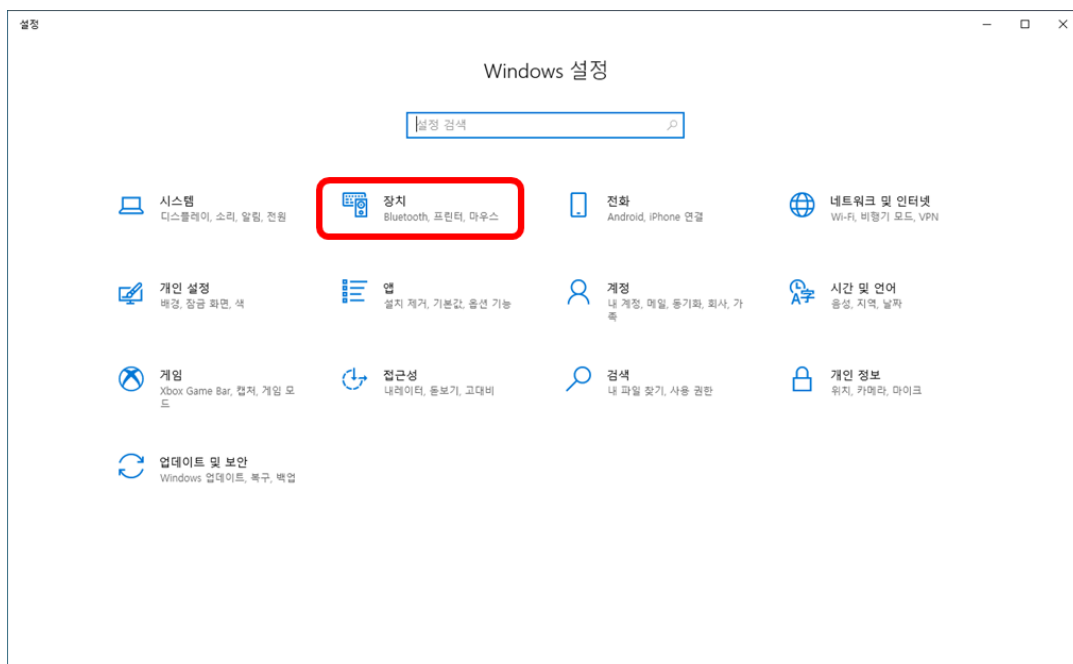 설정
Windows 설정
설정 검색
시스템
디스플레이, 소리, 알림, 전원
장치
Bluetooth, 프린터, 마우스
전화
Android, iPhone 연결
네트워크 및 인터넷
Wi-Fi, 비행기 모드, VPN
개인 설정
배경, 잠금 화면, 색
앱
설치 제거, 기본값, 옵션 기능
계정
내 계정, 메일, 동기화, 회사, 가
족
시간 및 언어
음성, 지역, 날짜
게임
Xbox Game Bar, 캡처, 게임 모
드
접근성
내레이터, 돋보기, 고대비
검색
내 파일 찾기, 사용 권한
개인 정보
위치, 카메라, 마이크
업데이트 및 보안
Windows 업데이트, 복구, 백업